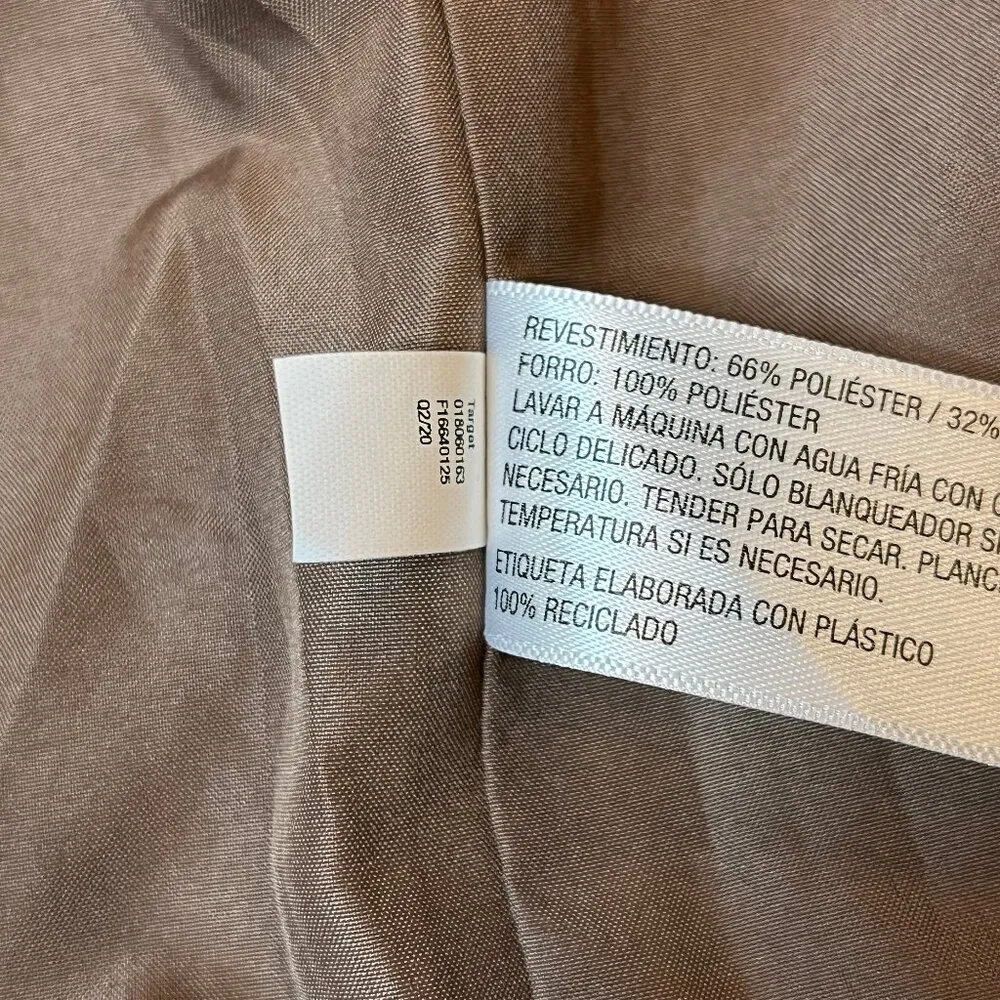 Target
018060163
F16640125
Q2/20
REVESTIMIENTO: 66% POLIÉSTER / 32%
FORRO: 100% POLIÉSTER
LAVAR A MÁQUINA CON AGUA FRÍA CON
CICLO DELICADO. SÓLO BLANQUEADOR
NECESARIO. TENDER PARA SECAR.
TEMPERATURA SI ES NECESARIO.
ETIQUETA ELABORADA CON PLÁSTICO
100% RECICLADO